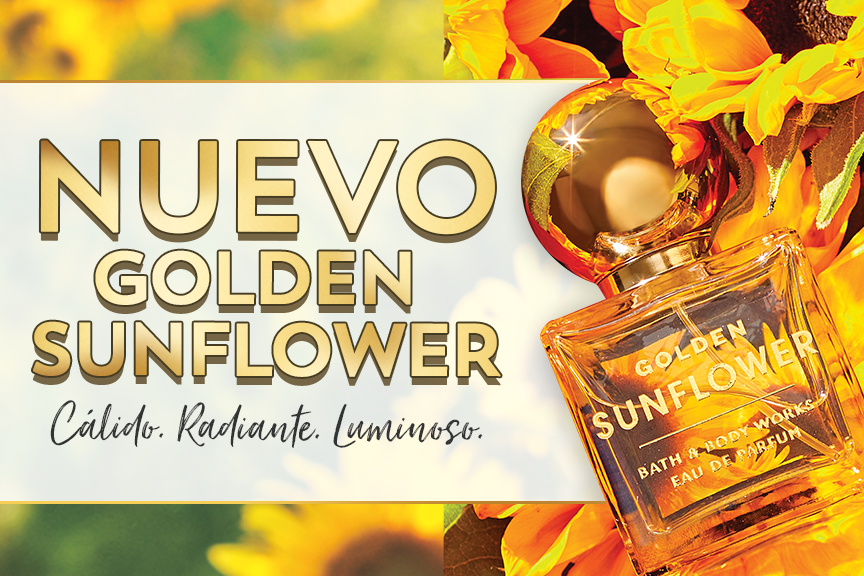 NUEVO
GOLDEN
SUNFLOWER
Cálido. Radiante. Luminoso.
GOLDEN
SUNFLOWER
BATH & BODY WORKS
EAU DE PARFUM